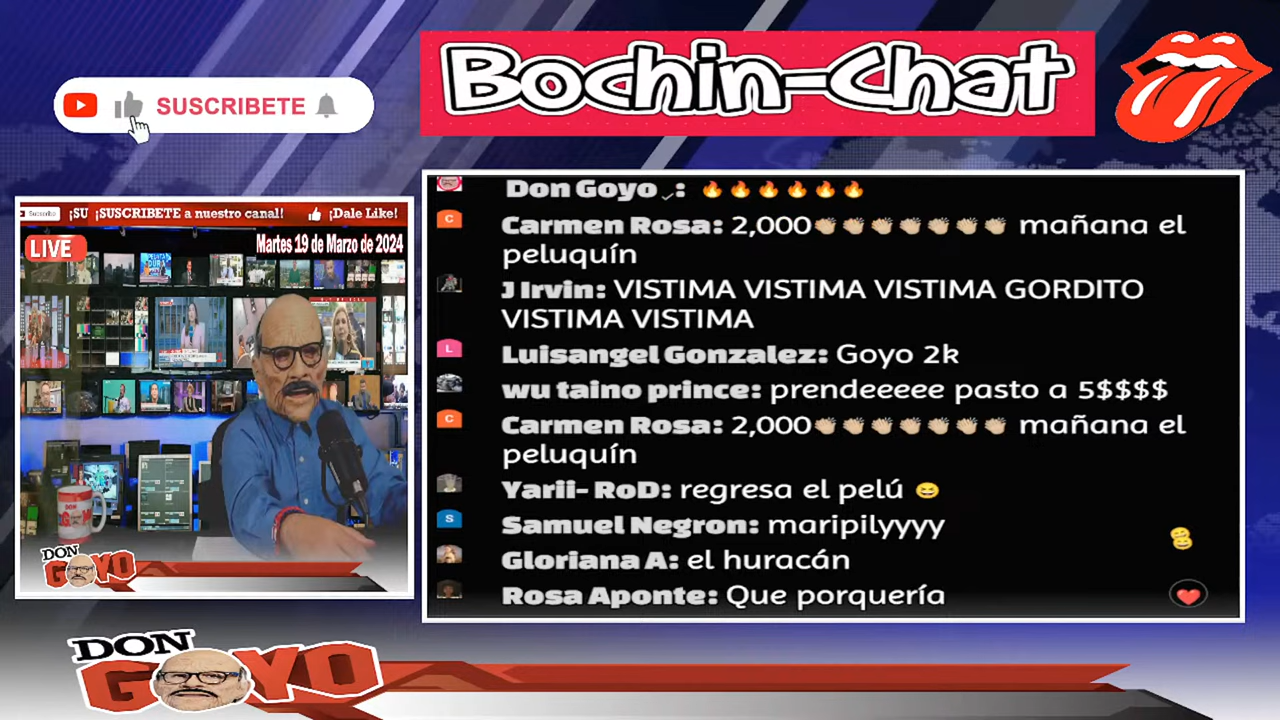 Bochin-Chat
SUSCRIBETE
Don Goyo ✓: 🔥🔥🔥🔥🔥🔥
Carmen Rosa: 2,000👏🏼👏🏼👏🏼👏🏼👏🏼👏🏼👏🏼 mañana el
peluquín
J Irvin: VISTIMA VISTIMA VISTIMA GORDITO
VISTIMA VISTIMA
Luisangel Gonzalez: Goyo 2k
wu taino prince: prendeeeee pasto a 5$$$$
Carmen Rosa: 2,000👏🏼👏🏼👏🏼👏🏼👏🏼👏🏼👏🏼 mañana el
peluquín
Yarii- RoD: regresa el pelú 😆
Samuel Negron: maripilyyyy
Gloriana A: el huracán
Rosa Aponte: Que porquería
C
L
C
S
Suscribo ¡SU ¡SUSCRIBETE a nuestro canal! ¡Dale Like!
LIVE
Martes 19 de Marzo de 2024
DON
GOYO
DON
GOYO